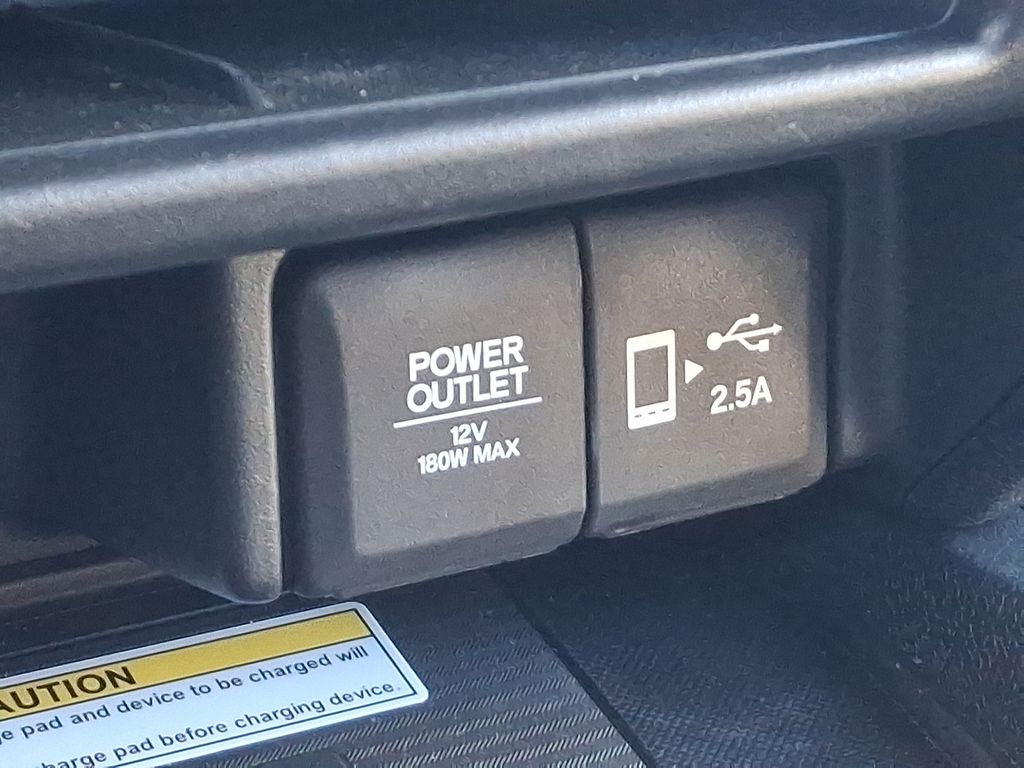 POWER
OUTLET
12V
180W MAX
2.5A
AUTION
e pad and device to be charged will
harge pad before charging device.